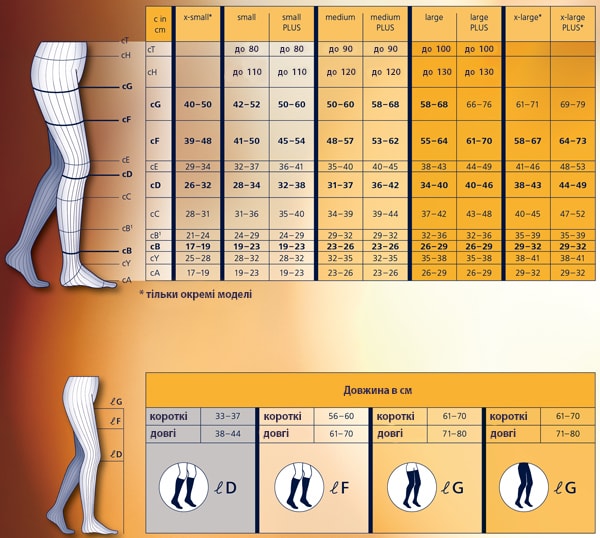 c in cm x-small* small small PLUS medium medium PLUS large large PLUS x-large* x-large PLUS*
cT до 80 до 80 до 90 до 90 до 100 до 100
cH до 110 до 110 до 120 до 120 до 130 до 130
cG 40–50 42–52 50–60 50–60 58–68 58–68 66–76 61–71 69–79
cF 39–48 41–50 45–54 48–57 53–62 55–64 61–70 58–67 64–73
cE 29–34 32–37 36–41 35–40 40–45 38–43 44–49 41–46 48–53
cD 26–32 28–34 32–38 31–37 36–42 34–40 40–46 38–43 44–49
cC 28–31 31–36 35–40 34–39 39–44 37–42 43–48 40–45 47–52
cB¹ 21–24 24–29 24–29 29–32 29–32 32–36 32–36 35–39 35–39
cB 17–19 19–23 19–23 23–26 23–26 26–29 26–29 29–32 29–32
cY 25–28 28–32 28–32 32–35 32–35 35–38 35–38 38–41 38–41
cA 17–19 19–23 19–23 23–26 23–26 26–29 26–29 29–32 29–32
cT
cH
cG
cF
cE
cD
cC
cB¹
cB
cY
cA
* тільки окремі моделі
ℓG
ℓF
ℓD
Довжина в см
короткі 33–37 короткі 56–60 короткі 61–70 короткі 61–70
довгі 38–44 довгі 61–70 довгі 71–80 довгі 71–80
ℓ D ℓ F ℓ G ℓ G